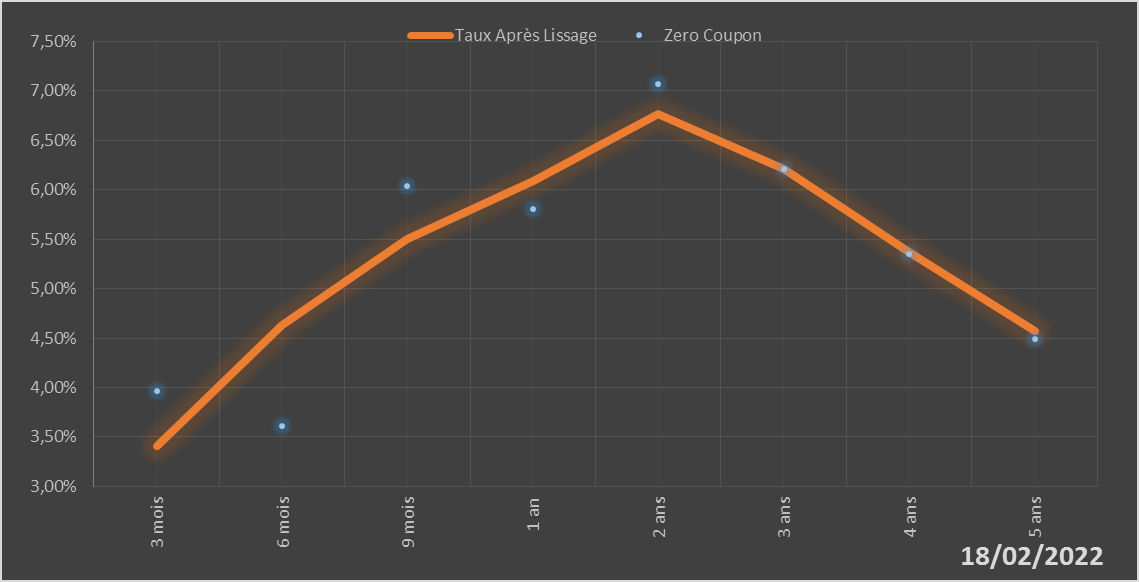 Taux Après Lissage
Zero Coupon
7,50%
7,00%
6,50%
6,00%
5,50%
5,00%
4,50%
4,00%
3,50%
3,00%
3 mois
6 mois
9 mois
1 an
2 ans
3 ans
4 ans
5 ans
18/02/2022